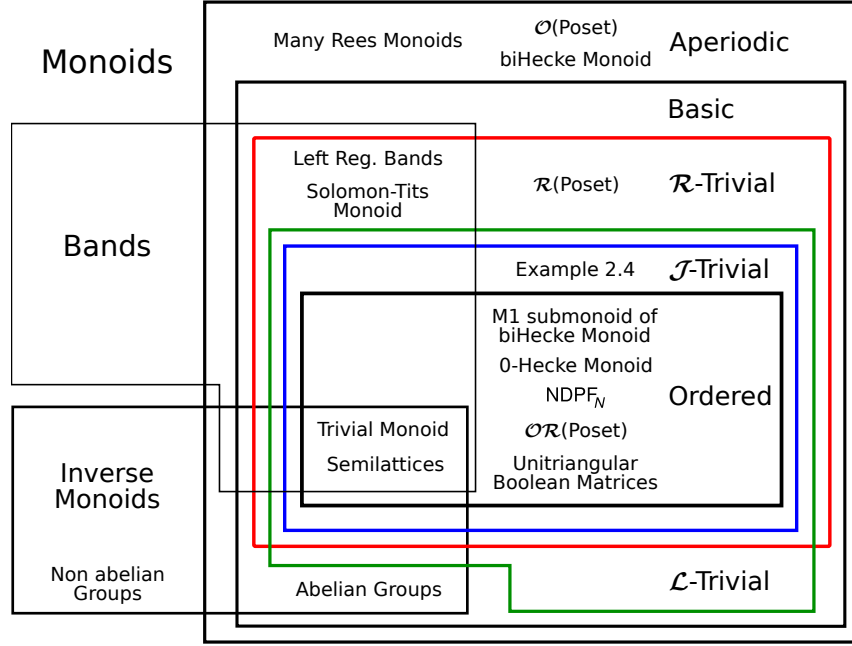 Many Rees Monoids
𝒪(Poset)
biHecke Monoid
Aperiodic
Monoids
Basic
Left Reg. Bands
Solomon-Tits
Monoid
ℛ(Poset)
ℛ-Trivial
Bands
Example 2.4
𝒥-Trivial
M1 submonoid of
biHecke Monoid
0-Hecke Monoid
NDPF_N
Ordered
Trivial Monoid
𝒪ℛ(Poset)
Semilattices
Unitriangular
Boolean Matrices
Inverse
Monoids
Non abelian
Groups
Abelian Groups
ℒ-Trivial